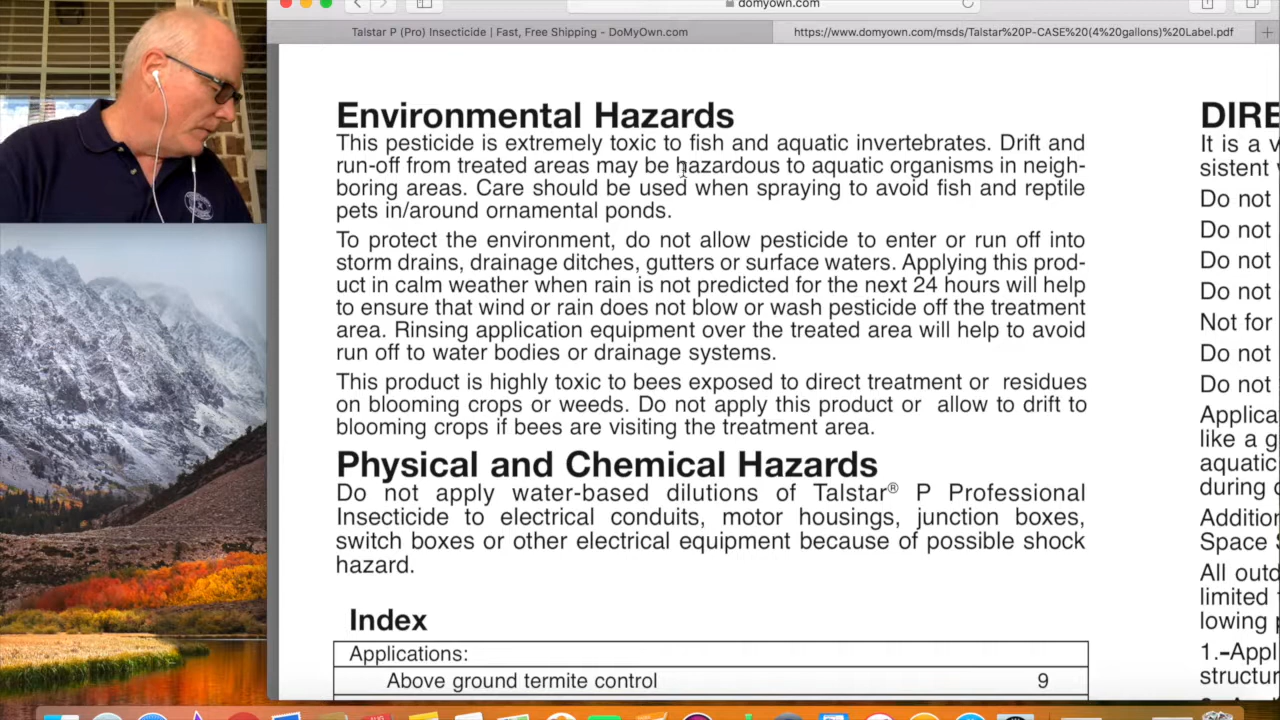 domyown.com
Talstar P (Pro) Insecticide | Fast, Free Shipping - DoMyOwn.com
https://www.domyown.com/msds/Talstar%20P-CASE%20(4%20gallons)%20Label.pdf
Environmental Hazards
This pesticide is extremely toxic to fish and aquatic invertebrates. Drift and
run-off from treated areas may be hazardous to aquatic organisms in neigh-
boring areas. Care should be used when spraying to avoid fish and reptile
pets in/around ornamental ponds.
To protect the environment, do not allow pesticide to enter or run off into
storm drains, drainage ditches, gutters or surface waters. Applying this prod-
uct in calm weather when rain is not predicted for the next 24 hours will help
to ensure that wind or rain does not blow or wash pesticide off the treatment
area. Rinsing application equipment over the treated area will help to avoid
run off to water bodies or drainage systems.
This product is highly toxic to bees exposed to direct treatment or residues
on blooming crops or weeds. Do not apply this product or allow to drift to
blooming crops if bees are visiting the treatment area.
Physical and Chemical Hazards
Do not apply water-based dilutions of Talstar® P Professional
Insecticide to electrical conduits, motor housings, junction boxes,
switch boxes or other electrical equipment because of possible shock
hazard.
Index
Applications:
Above ground termite control 9
DIRE
It is a v
sistent
Do not
Do not
Do not
Do not
Not for
Do not
Do not
Applica
like a g
aquatic
during
Addition
Space
All outd
limited
lowing
1.-Appl
structur